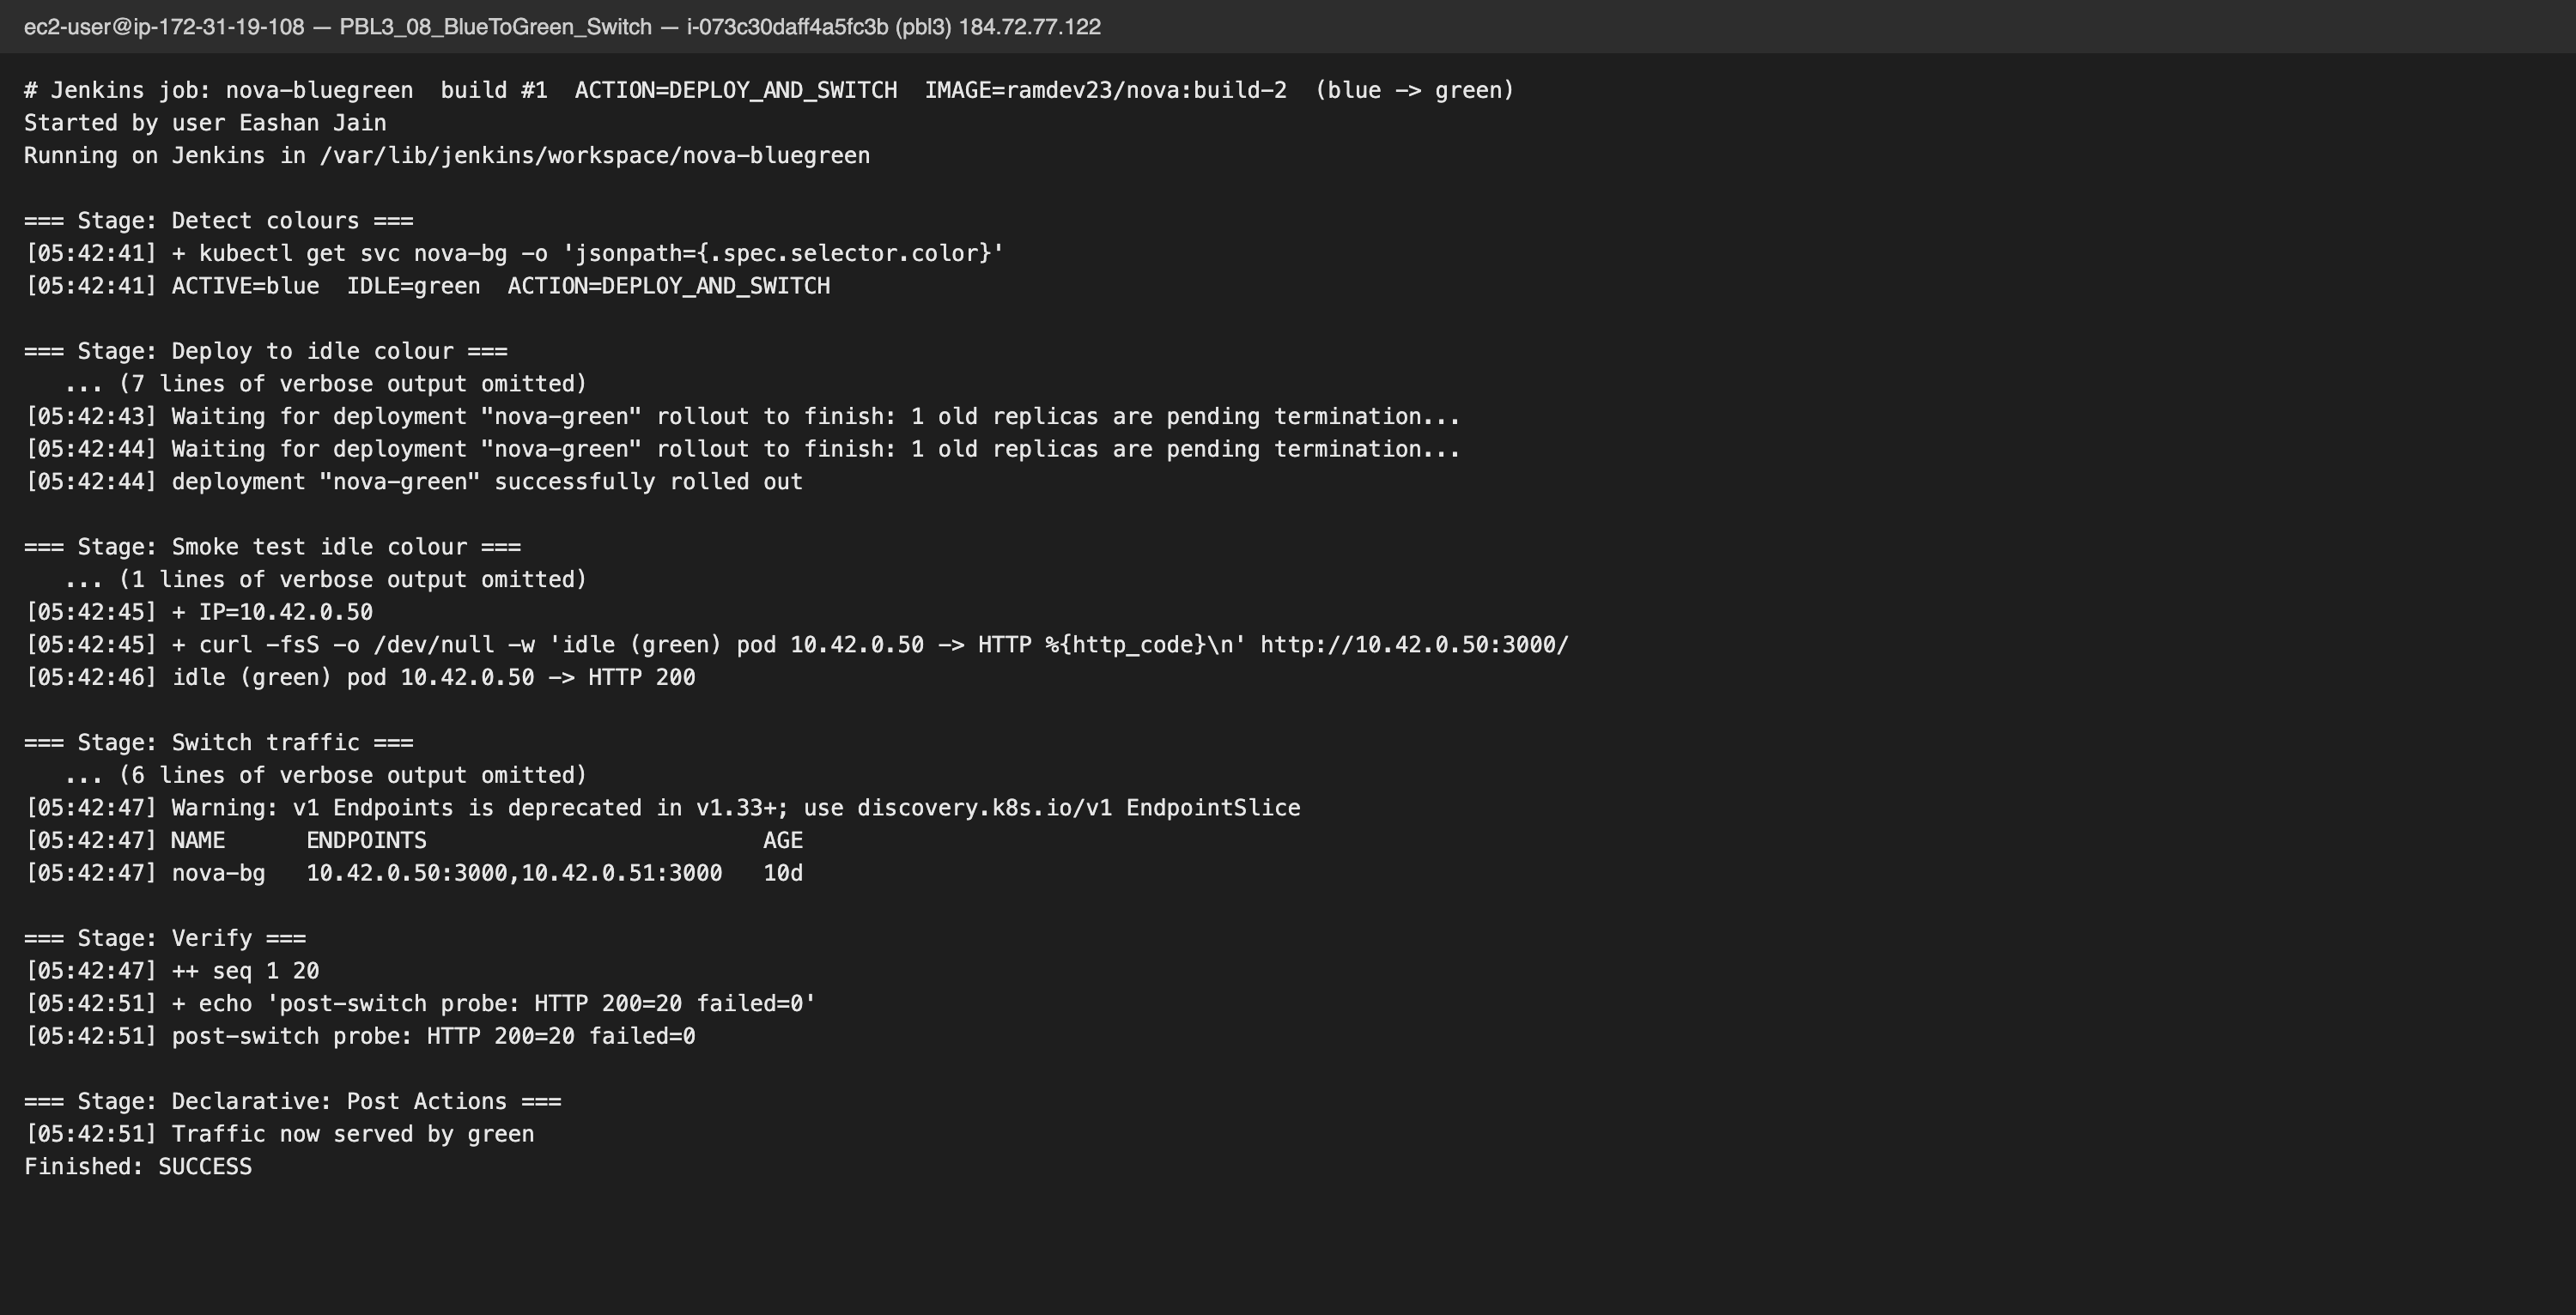 ec2-user@ip-172-31-19-108 — PBL3_08_BlueToGreen_Switch — i-073c30daff4a5fc3b (pbl3) 184.72.77.122
# Jenkins job: nova-bluegreen  build #1  ACTION=DEPLOY_AND_SWITCH  IMAGE=ramdev23/nova:build-2  (blue -> green)
Started by user Eashan Jain
Running on Jenkins in /var/lib/jenkins/workspace/nova-bluegreen
=== Stage: Detect colours ===
[05:42:41] + kubectl get svc nova-bg -o 'jsonpath={.spec.selector.color}'
[05:42:41] ACTIVE=blue  IDLE=green  ACTION=DEPLOY_AND_SWITCH
=== Stage: Deploy to idle colour ===
   ... (7 lines of verbose output omitted)
[05:42:43] Waiting for deployment "nova-green" rollout to finish: 1 old replicas are pending termination...
[05:42:44] Waiting for deployment "nova-green" rollout to finish: 1 old replicas are pending termination...
[05:42:44] deployment "nova-green" successfully rolled out
=== Stage: Smoke test idle colour ===
   ... (1 lines of verbose output omitted)
[05:42:45] + IP=10.42.0.50
[05:42:45] + curl -fsS -o /dev/null -w 'idle (green) pod 10.42.0.50 -> HTTP %{http_code}\n' http://10.42.0.50:3000/
[05:42:46] idle (green) pod 10.42.0.50 -> HTTP 200
=== Stage: Switch traffic ===
   ... (6 lines of verbose output omitted)
[05:42:47] Warning: v1 Endpoints is deprecated in v1.33+; use discovery.k8s.io/v1 EndpointSlice
[05:42:47] NAME      ENDPOINTS                         AGE
[05:42:47] nova-bg   10.42.0.50:3000,10.42.0.51:3000   10d
=== Stage: Verify ===
[05:42:47] ++ seq 1 20
[05:42:51] + echo 'post-switch probe: HTTP 200=20 failed=0'
[05:42:51] post-switch probe: HTTP 200=20 failed=0
=== Stage: Declarative: Post Actions ===
[05:42:51] Traffic now served by green
Finished: SUCCESS